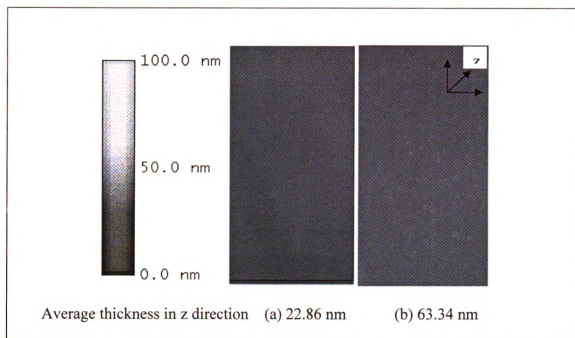 100.0 nm
z
50.0 nm
0.0 nm
Average thickness in z direction (a) 22.86 nm (b) 63.34 nm